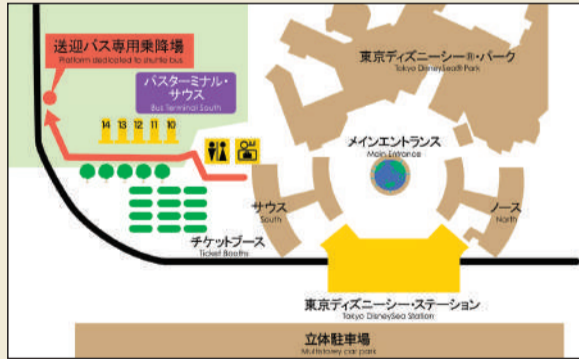 送迎バス専用乗降場
Platform dedicated to shuttle bus
バスターミナル・
サウス
Bus Terminal South
14 13 12 11 10
東京ディズニーシー®・パーク
Tokyo DisneySea® Park
メインエントランス
Main Entrance
サウス
South
ノース
North
チケットブース
Ticket Booths
東京ディズニーシー・ステーション
Tokyo DisneySea Station
立体駐車場
Multistorey car park